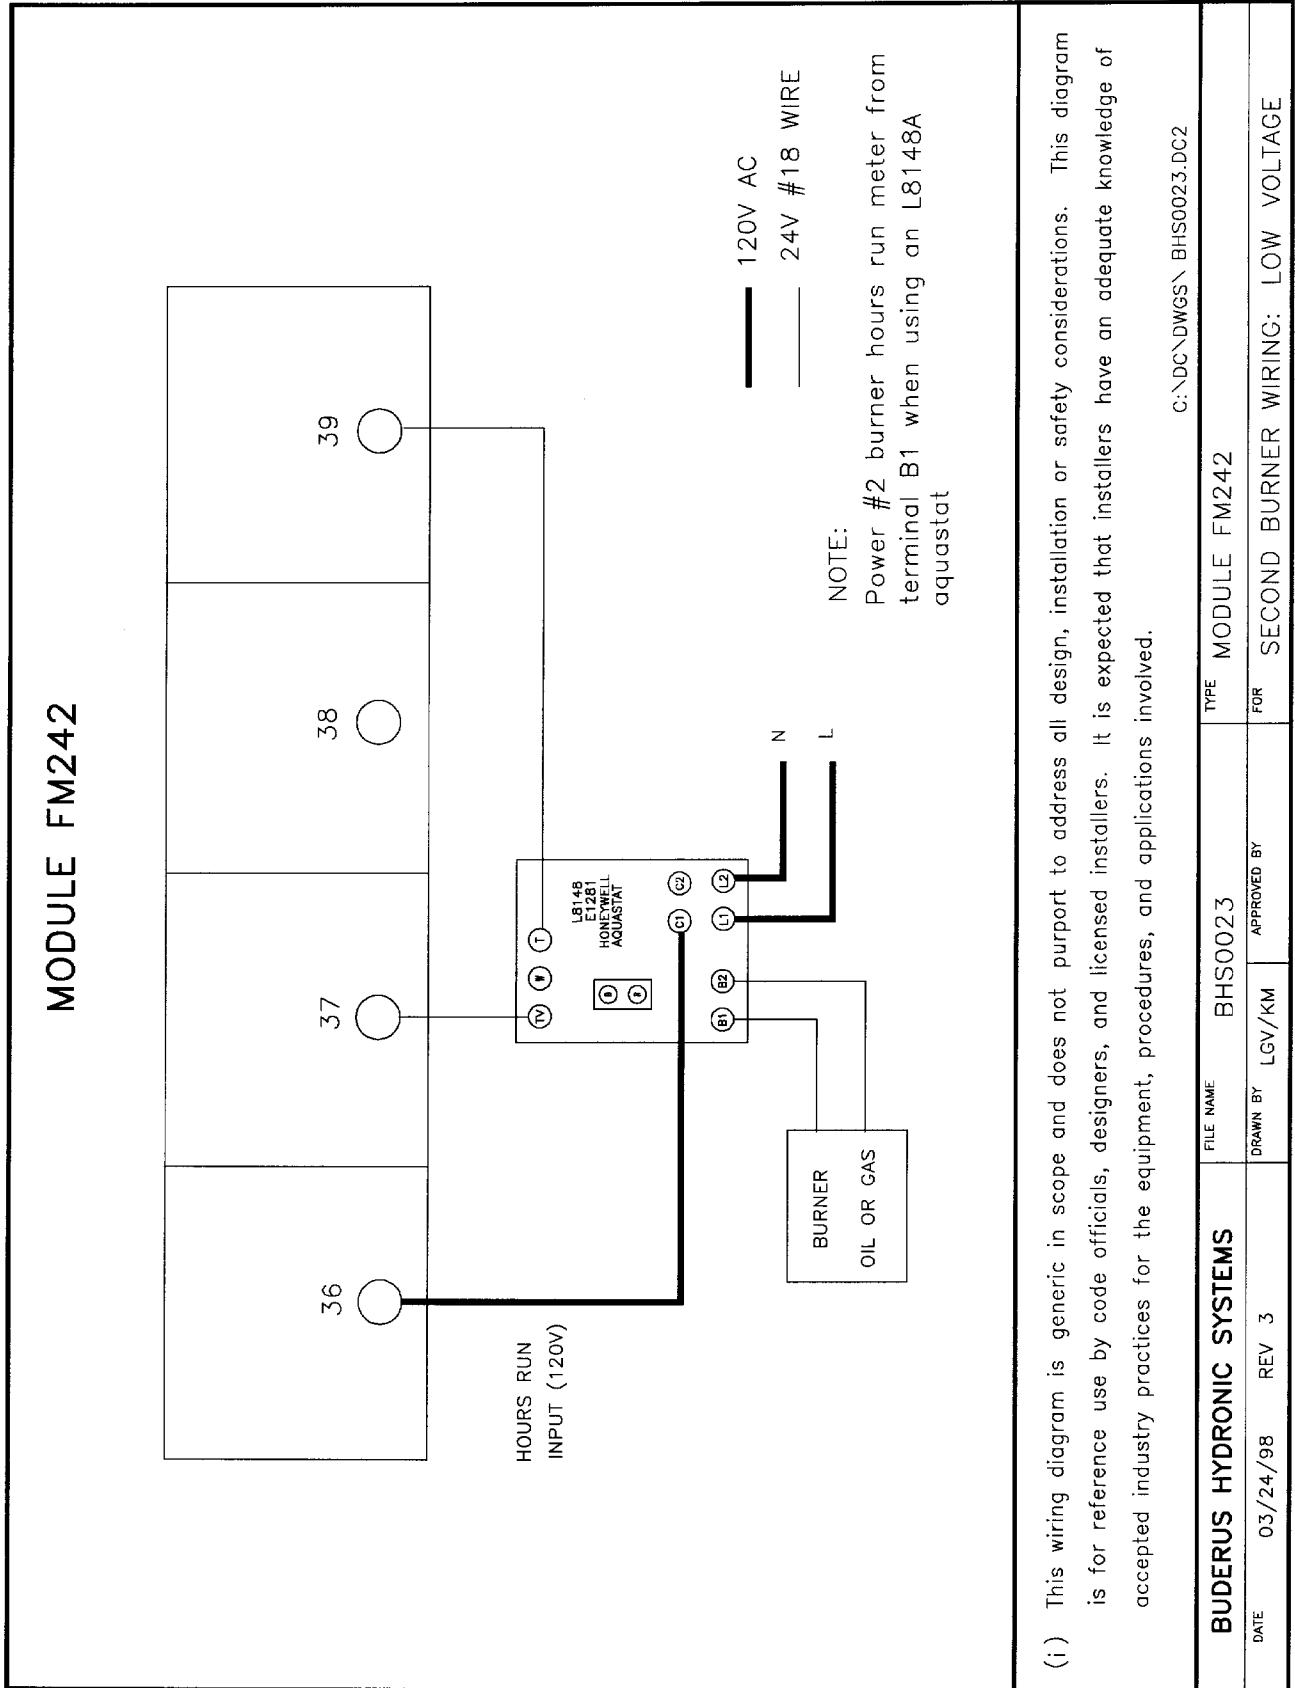 MODULE FM242
36
37
38
39
HOURS RUN
INPUT (120V)
TV
W
T
L8148
E1281
HONEYWELL
AQUASTAT
B
R
C1
C2
B1
B2
L1
L2
N
L
BURNER
OIL OR GAS
120V AC
24V #18 WIRE
NOTE:
Power #2 burner hours run meter from
terminal B1 when using an L8148A
aquastat
(i) This wiring diagram is generic in scope and does not purport to address all design, installation or safety considerations. This diagram
is for reference use by code officials, designers, and licensed installers. It is expected that installers have an adequate knowledge of
accepted industry practices for the equipment, procedures, and applications involved.
C:\DC\DWGS\ BHS0023.DC2
BUDERUS HYDRONIC SYSTEMS
FILE NAME BHS0023
TYPE MODULE FM242
DATE 03/24/98 REV 3
DRAWN BY LGV/KM
APPROVED BY
FOR SECOND BURNER WIRING: LOW VOLTAGE